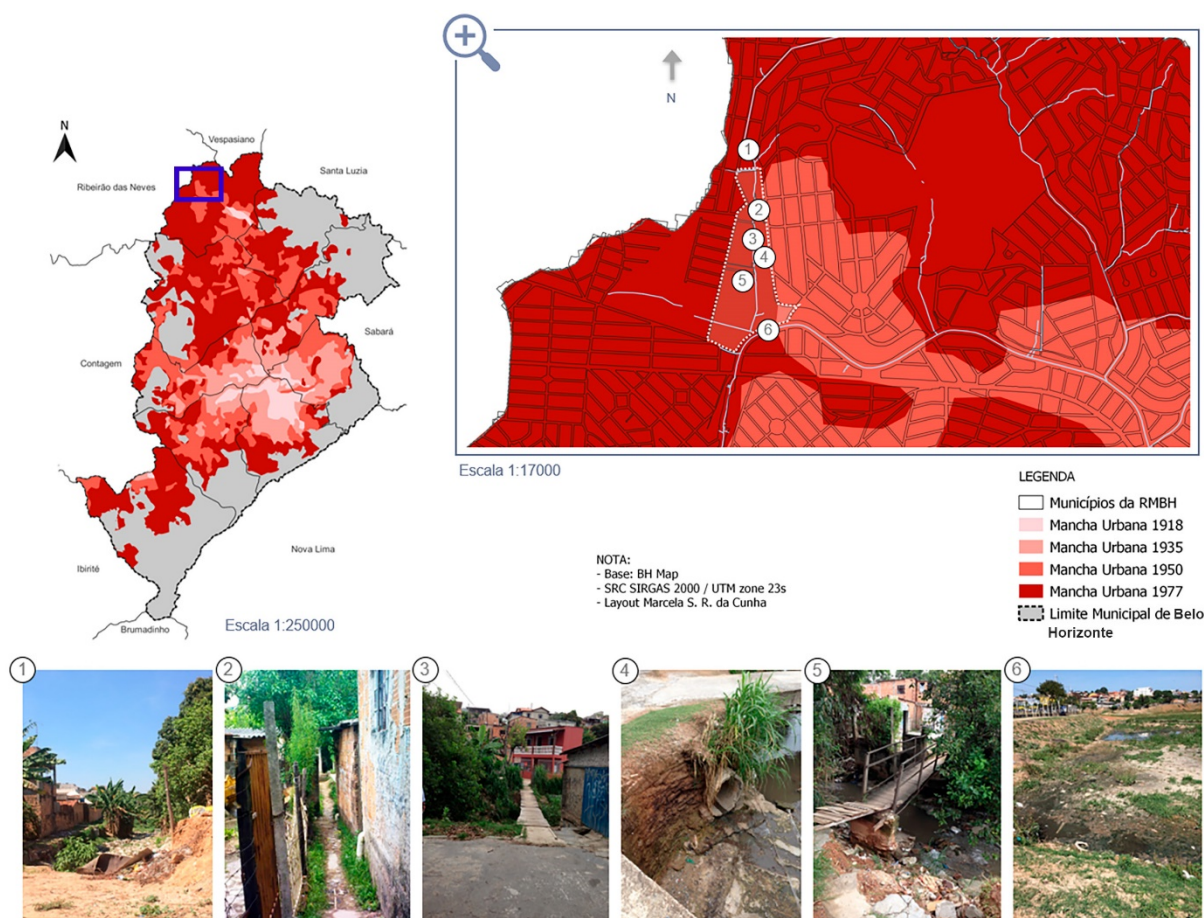 N
Vespasiano
Santa Luzia
Ribeirão das Neves
Sabará
Contagem
Nova Lima
Ibirité
Brumadinho
Escala 1:250000
N
1
2
3
4
5
6
Escala 1:17000
LEGENDA
Municípios da RMBH
Mancha Urbana 1918
Mancha Urbana 1935
Mancha Urbana 1950
Mancha Urbana 1977
Limite Municipal de Belo
Horizonte
NOTA:
- Base: BH Map
- SRC SIRGAS 2000 / UTM zone 23s
- Layout Marcela S. R. da Cunha
1
2
3
4
5
6